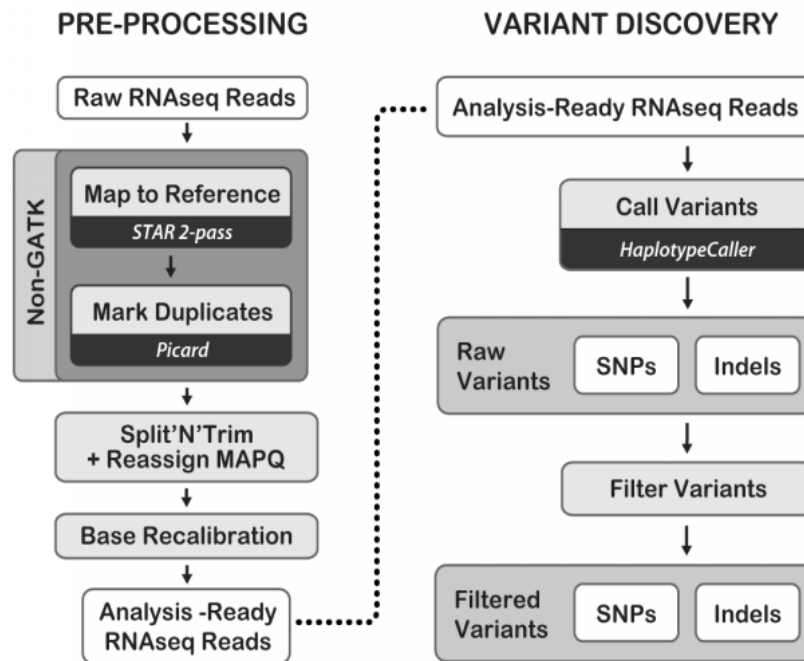 PRE-PROCESSING
Raw RNAseq Reads
Non-GATK
Map to Reference
STAR 2-pass
Mark Duplicates
Picard
Split'N'Trim
+ Reassign MAPQ
Base Recalibration
Analysis -Ready
RNAseq Reads
VARIANT DISCOVERY
Analysis-Ready RNAseq Reads
Call Variants
HaplotypeCaller
Raw
Variants
SNPs
Indels
Filter Variants
Filtered
Variants
SNPs
Indels